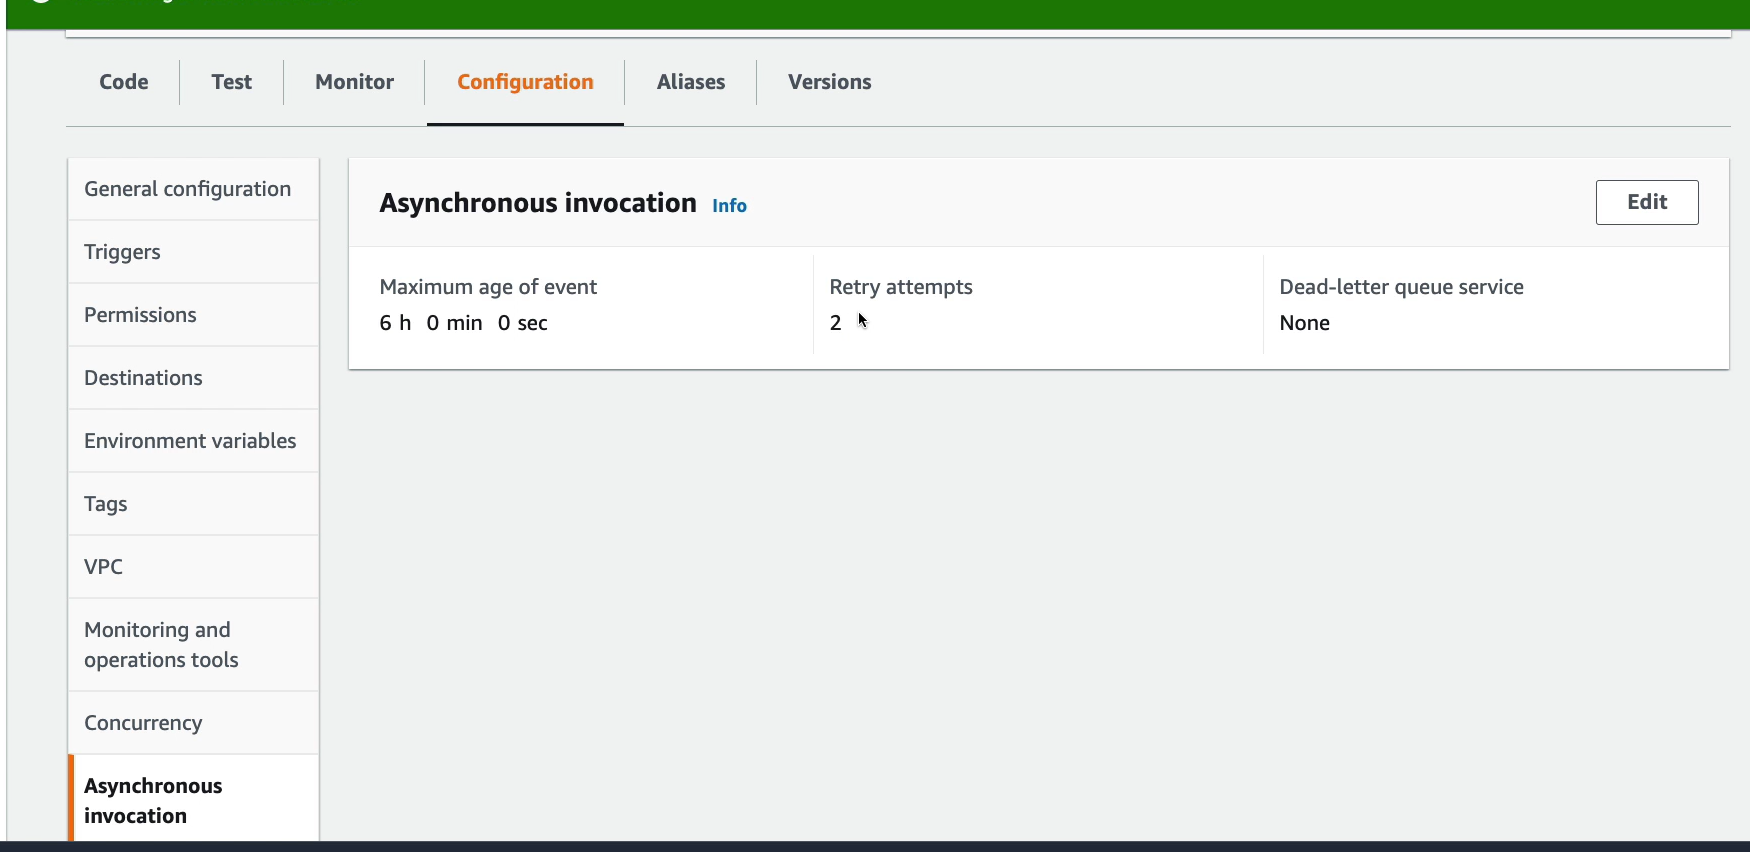 Code
Test
Monitor
Configuration
Aliases
Versions
General configuration
Triggers
Permissions
Destinations
Environment variables
Tags
VPC
Monitoring and
operations tools
Concurrency
Asynchronous
invocation
Asynchronous invocation Info
Edit
Maximum age of event
6 h 0 min 0 sec
Retry attempts
2
Dead-letter queue service
None